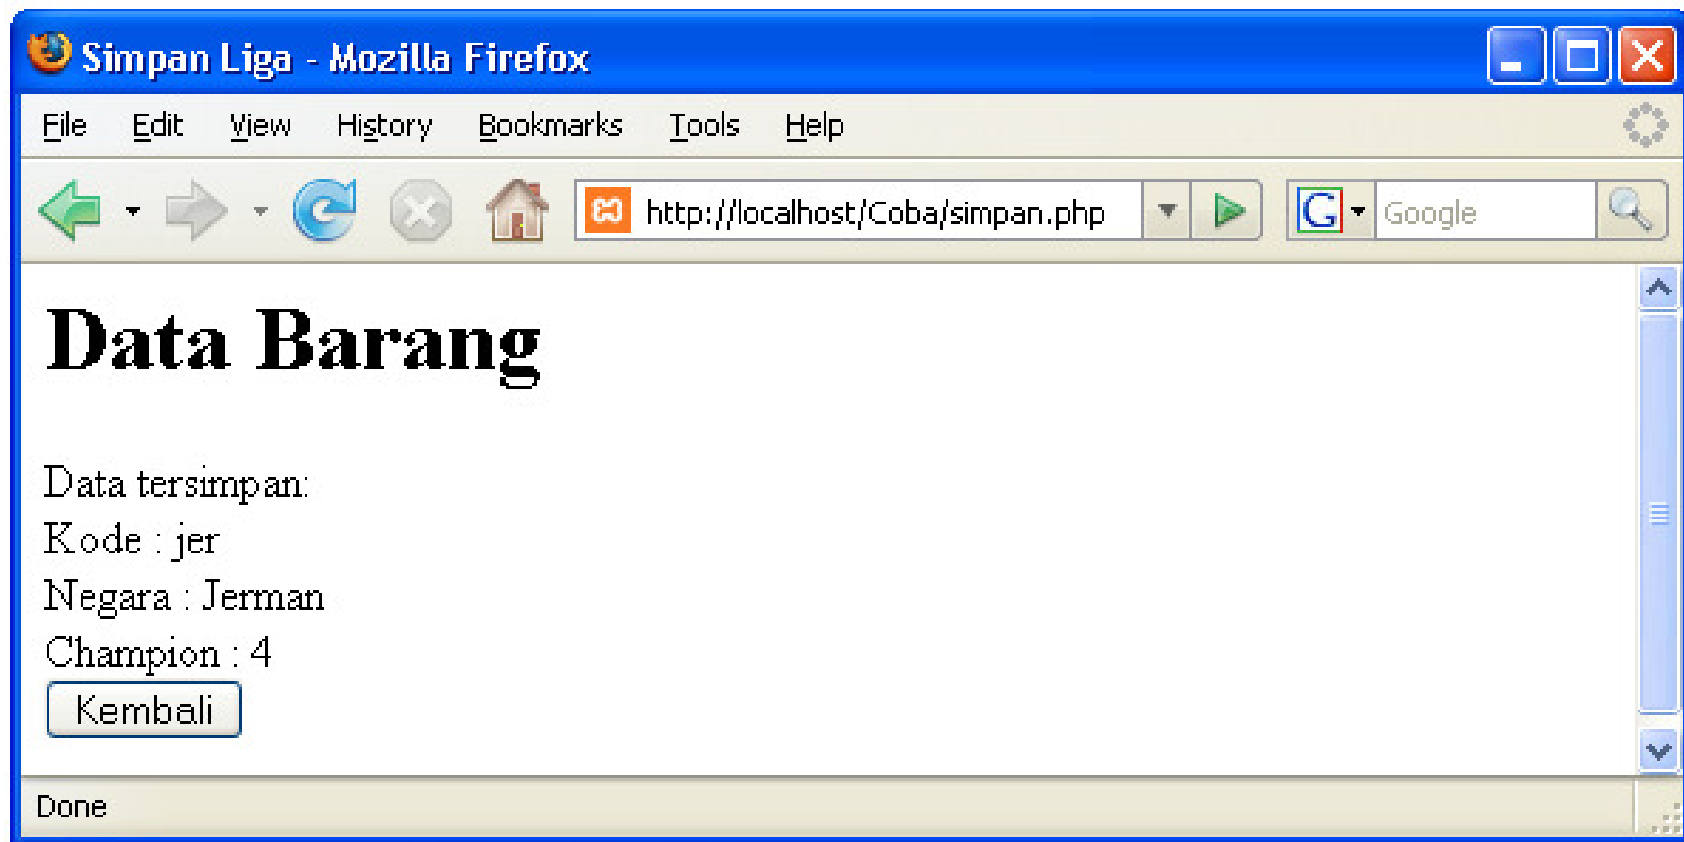 Simpan Liga - Mozilla Firefox
File Edit View History Bookmarks Tools Help
http://localhost/Coba/simpan.php G Google
Data Barang
Data tersimpan:
Kode : jer
Negara : Jerman
Champion : 4
Kembali
Done